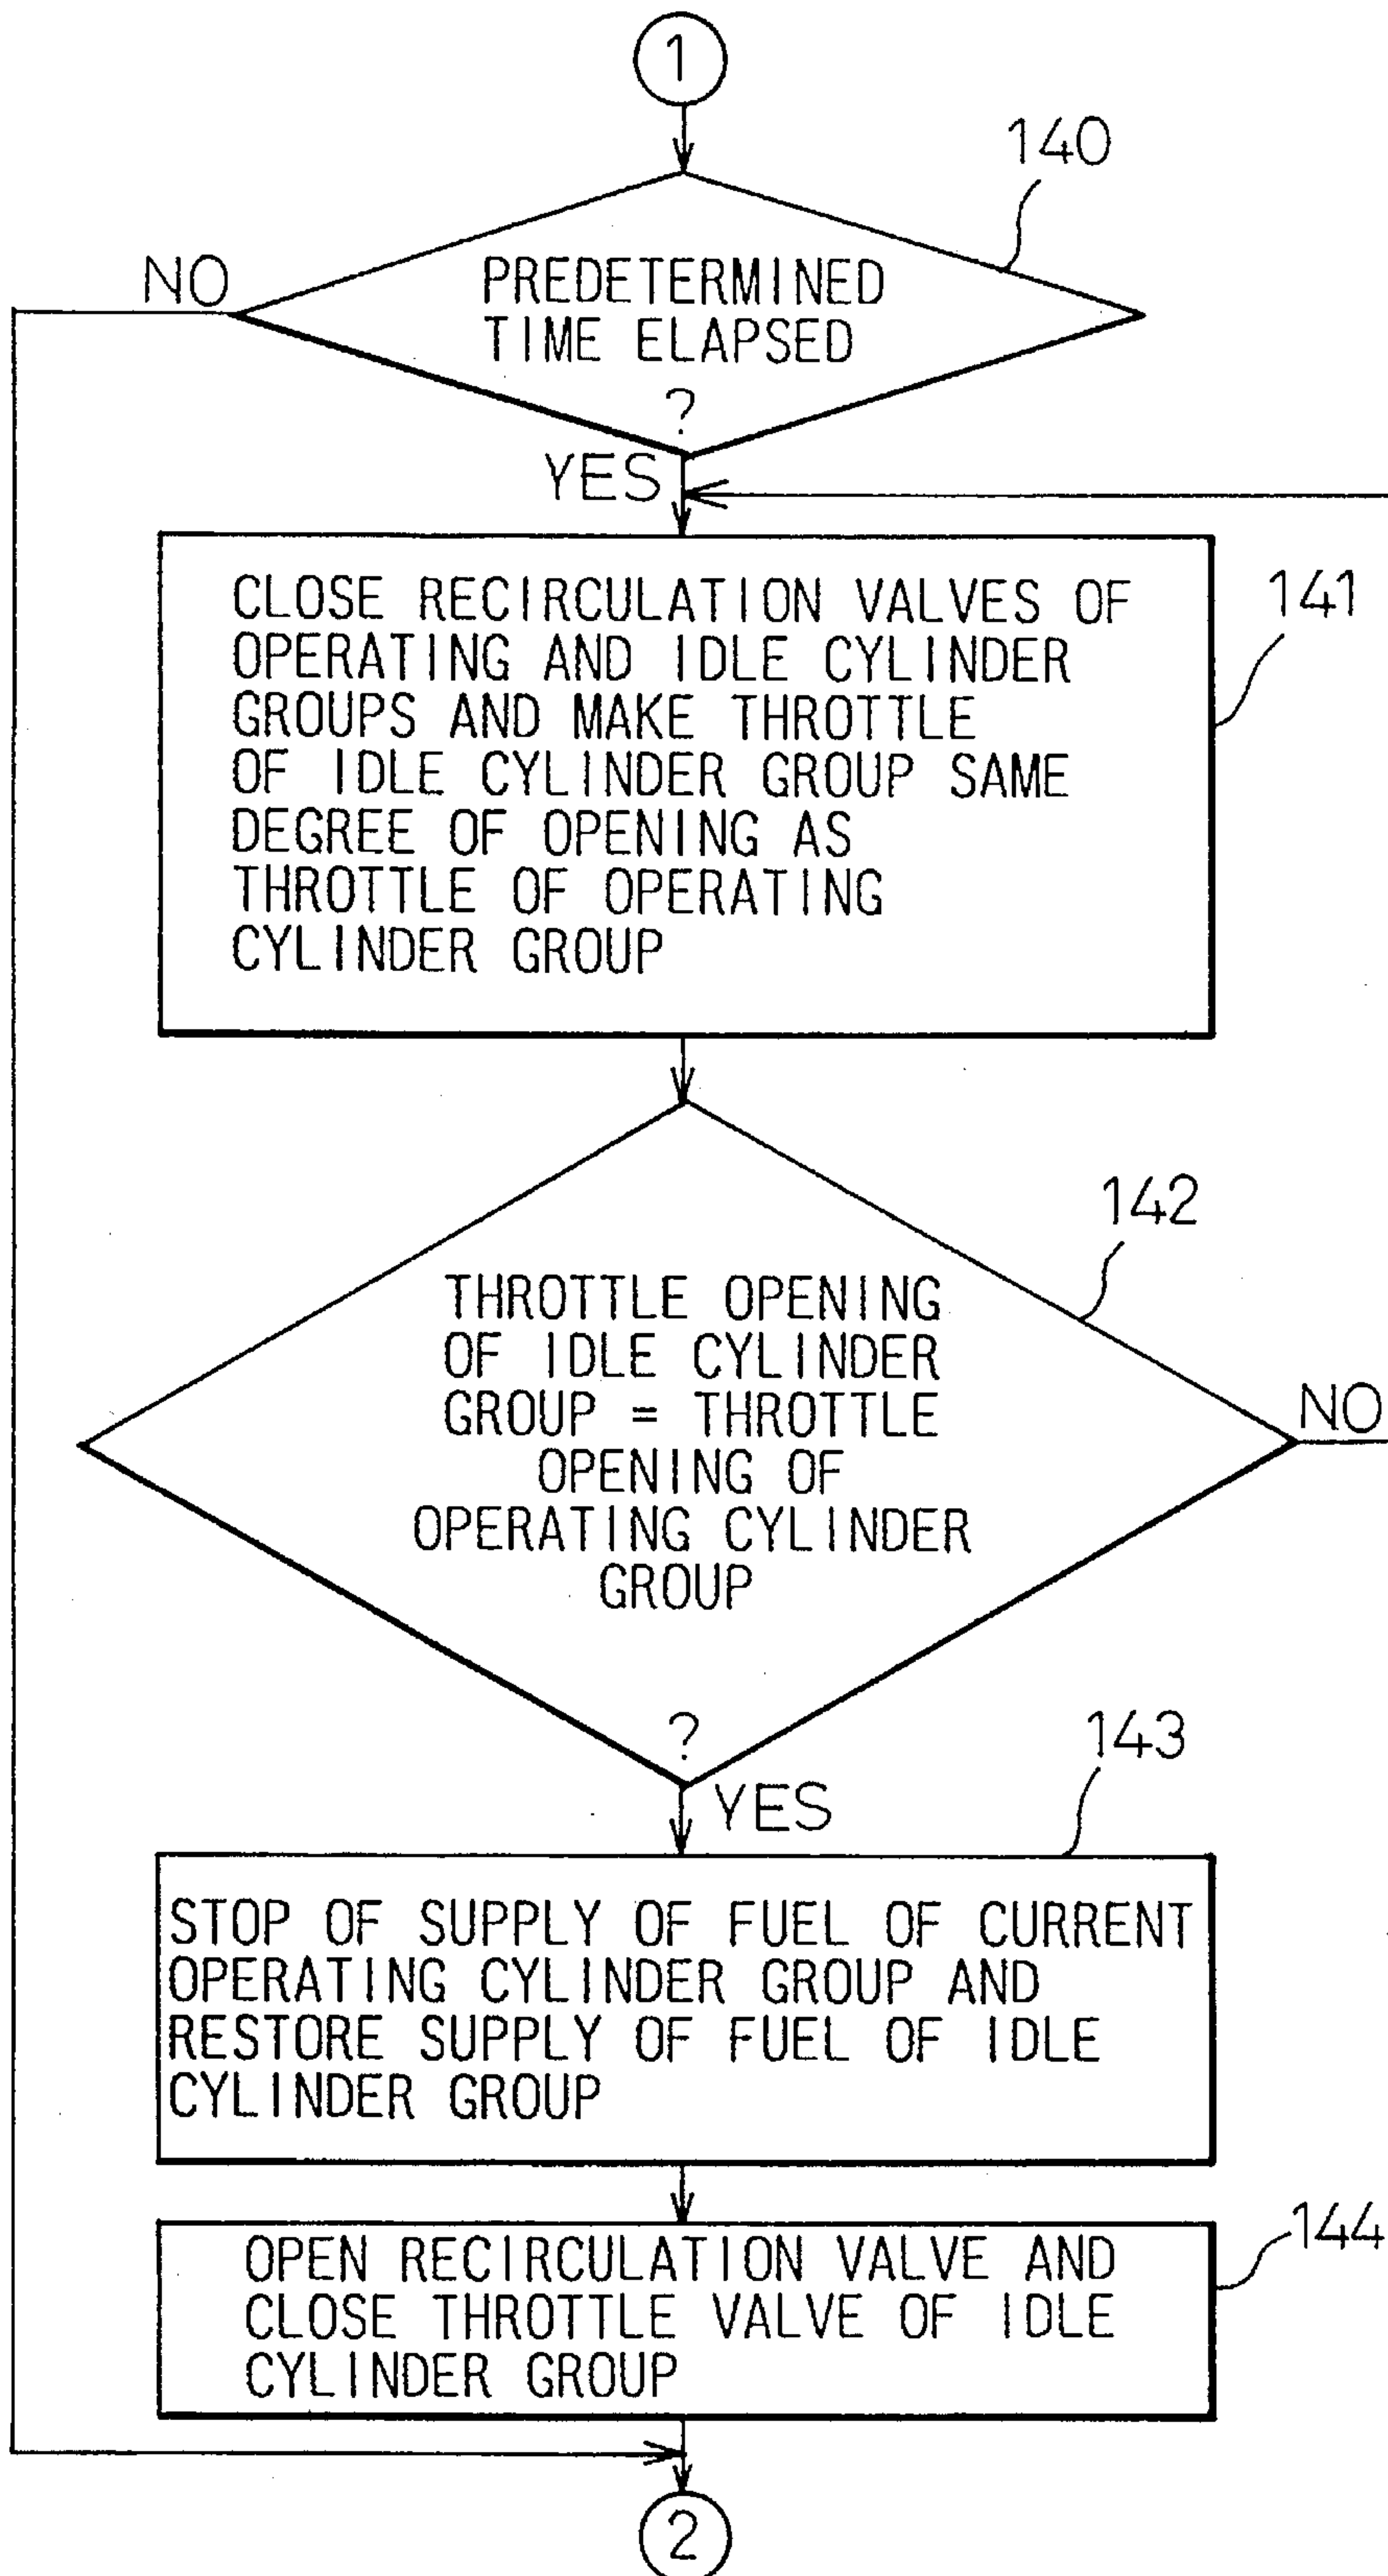 1
140
NO
PREDETERMINED
TIME ELAPSED
?
YES
141
CLOSE RECIRCULATION VALVES OF
OPERATING AND IDLE CYLINDER
GROUPS AND MAKE THROTTLE
OF IDLE CYLINDER GROUP SAME
DEGREE OF OPENING AS
THROTTLE OF OPERATING
CYLINDER GROUP
142
THROTTLE OPENING
OF IDLE CYLINDER
GROUP = THROTTLE
OPENING OF
OPERATING CYLINDER
GROUP
?
NO
YES
143
STOP OF SUPPLY OF FUEL OF CURRENT
OPERATING CYLINDER GROUP AND
RESTORE SUPPLY OF FUEL OF IDLE
CYLINDER GROUP
144
OPEN RECIRCULATION VALVE AND
CLOSE THROTTLE VALVE OF IDLE
CYLINDER GROUP
2